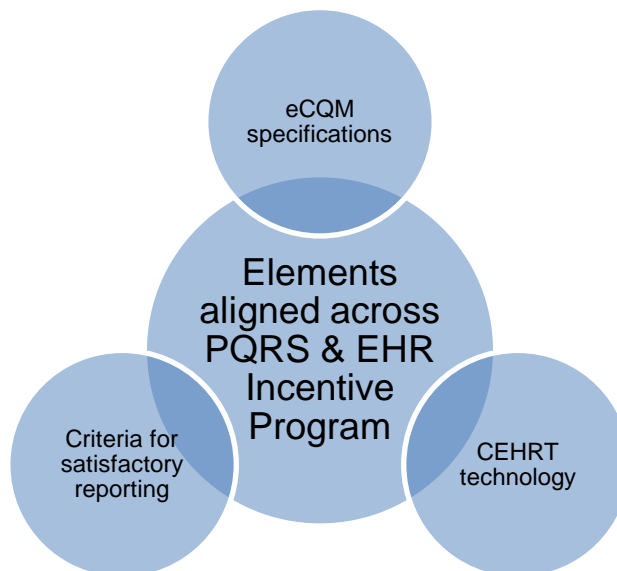 eCQM
specifications
Elements
aligned across
PQRS & EHR
Incentive
Program
Criteria for
satisfactory
reporting
CEHRT
technology